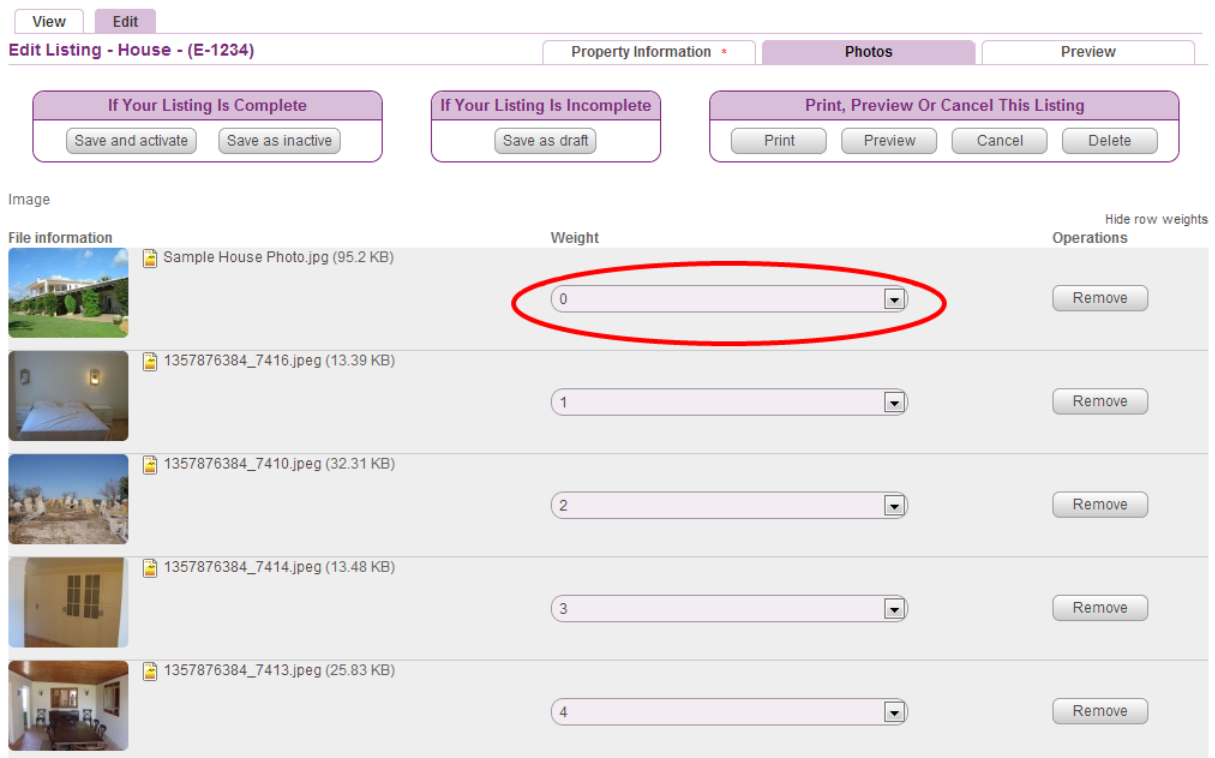 View Edit
Edit Listing - House - (E-1234) Property Information * Photos Preview
If Your Listing Is Complete If Your Listing Is Incomplete Print, Preview Or Cancel This Listing
Save and activate Save as inactive Save as draft Print Preview Cancel Delete
Image
Hide row weights
File information Weight Operations
Sample House Photo.jpg (95.2 KB)
0 Remove
1357876384_7416.jpeg (13.39 KB)
1 Remove
1357876384_7410.jpeg (32.31 KB)
2 Remove
1357876384_7414.jpeg (13.48 KB)
3 Remove
1357876384_7413.jpeg (25.83 KB)
4 Remove